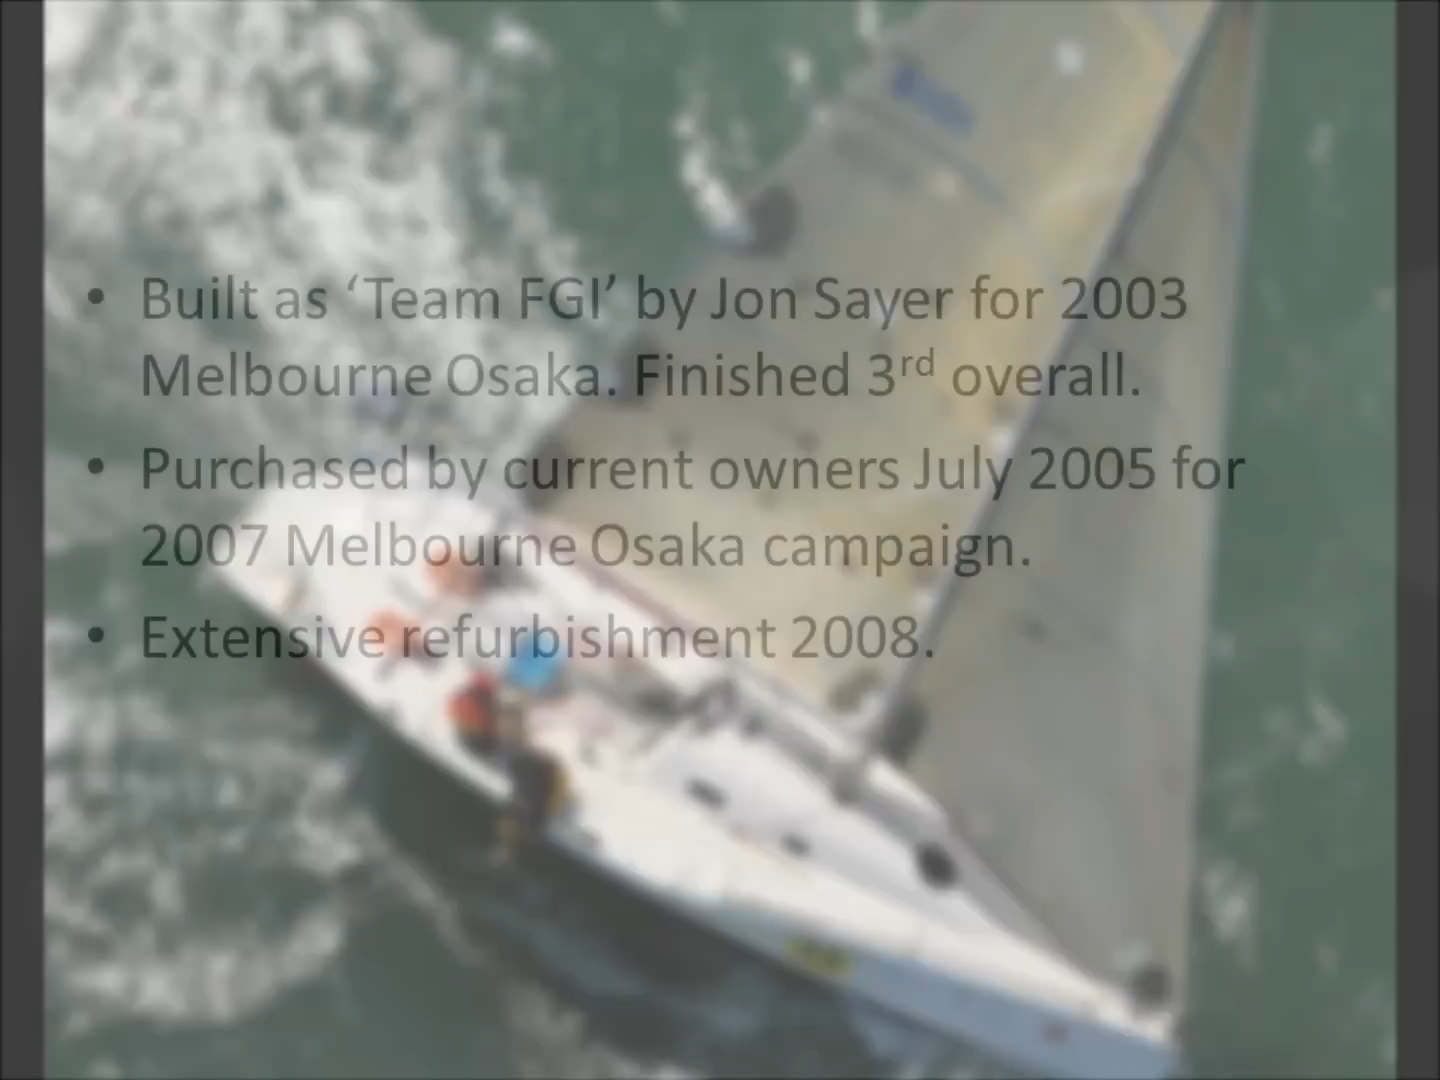 • Built as ‘Team FGI’ by Jon Sayer for 2003
Melbourne Osaka. Finished 3rd overall.
• Purchased by current owners July 2005 for
2007 Melbourne Osaka campaign.
• Extensive refurbishment 2008.